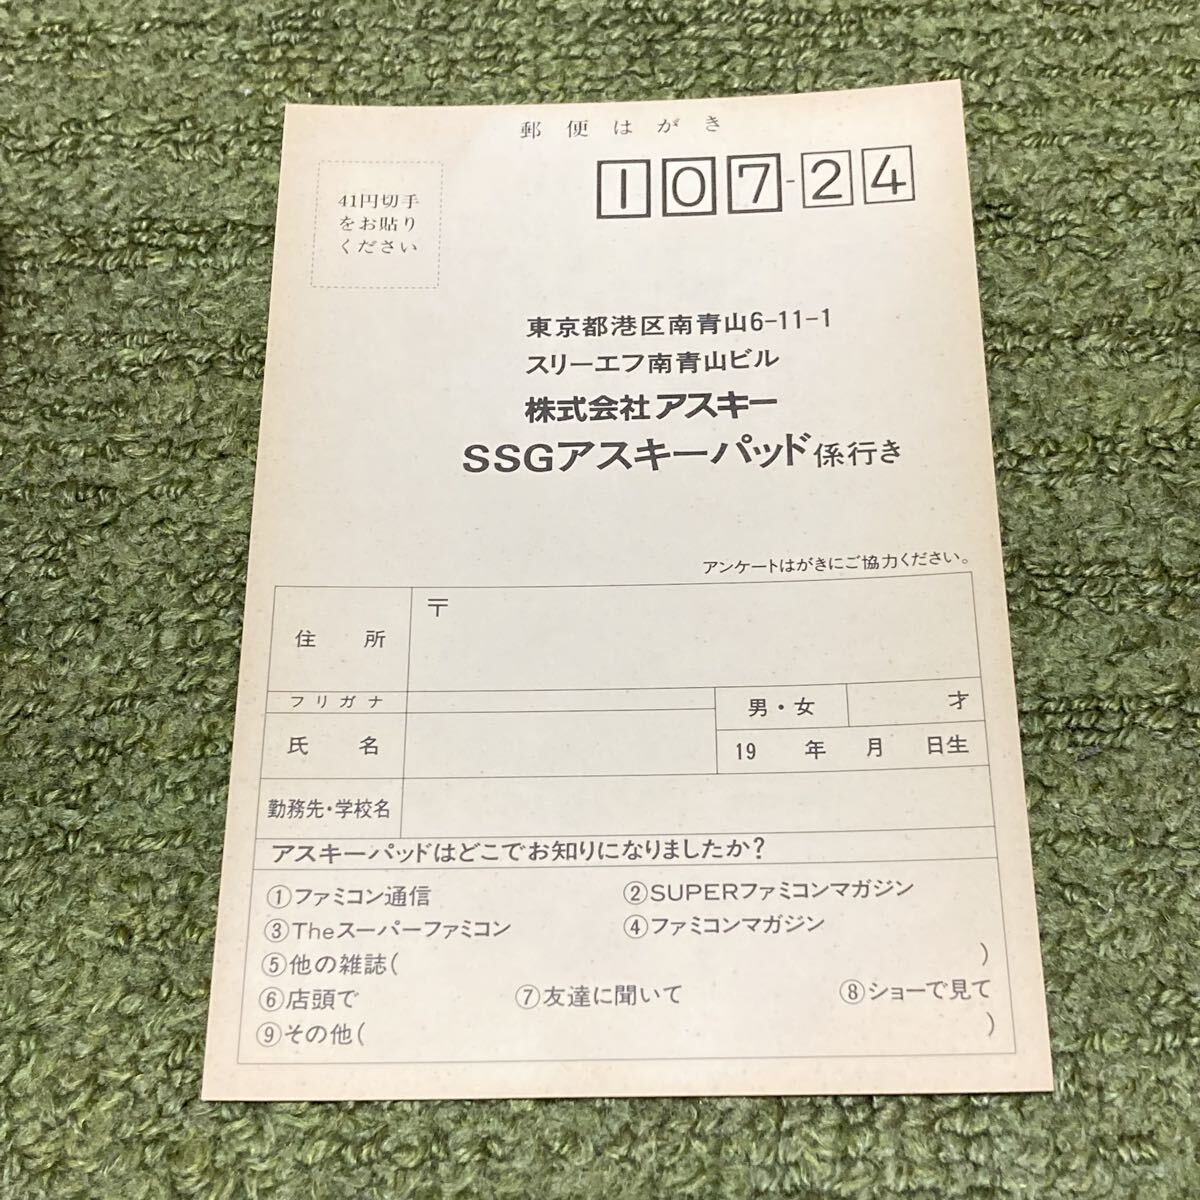 郵便はがき
41円切手
をお貼り
ください
107-24
東京都港区南青山6-11-1
スリーエフ南青山ビル
株式会社アスキー
SSGアスキーパッド係行き
アンケートはがきにご協力ください。
住所 〒
フリガナ
男・女 才
氏名
19 年 月 日生
勤務先・学校名
アスキーパッドはどこでお知りになりましたか?
①ファミコン通信 ②SUPERファミコンマガジン
③Theスーパーファミコン ④ファミコンマガジン
⑤他の雑誌( )
⑥店頭で ⑦友達に聞いて ⑧ショーで見て
⑨その他( )